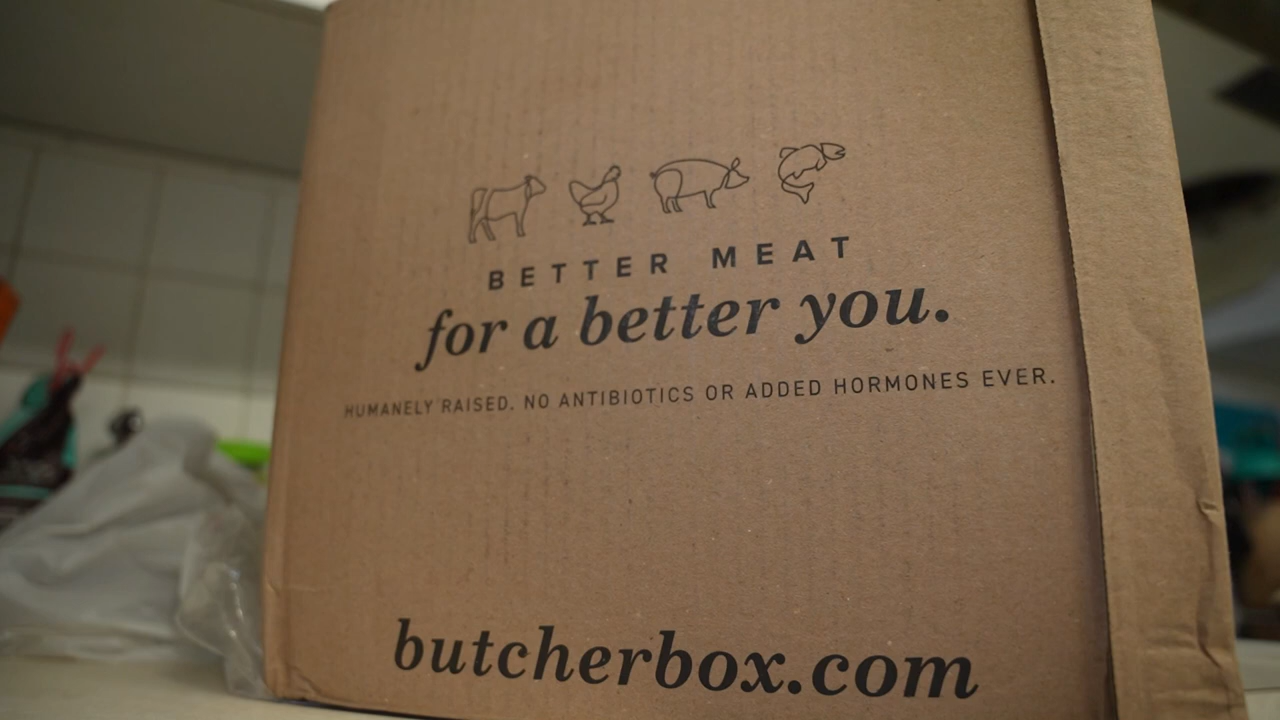 BETTER MEAT
for a better you.
HUMANELY RAISED. NO ANTIBIOTICS OR ADDED HORMONES EVER.
butcherbox.com